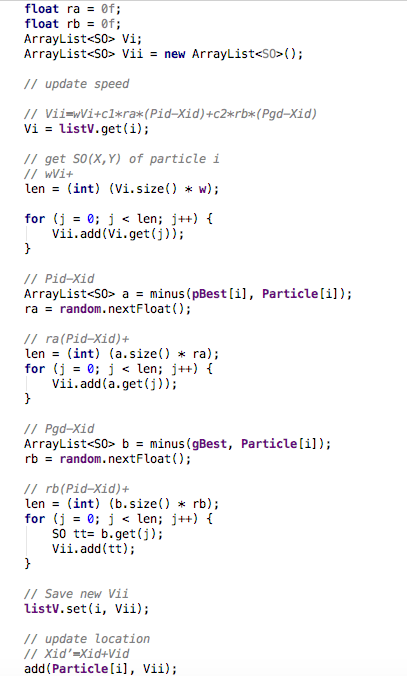 float ra = 0f;
float rb = 0f;
ArrayList<SO> Vi;
ArrayList<SO> Vii = new ArrayList<SO>();
// update speed
// Vii=wVi+c1*ra*(Pid-Xid)+c2*rb*(Pgd-Xid)
Vi = listV.get(i);
// get SO(X,Y) of particle i
// wVi+
len = (int) (Vi.size() * w);
for (j = 0; j < len; j++) {
    Vii.add(Vi.get(j));
}
// Pid-Xid
ArrayList<SO> a = minus(pBest[i], Particle[i]);
ra = random.nextFloat();
// ra(Pid-Xid)+
len = (int) (a.size() * ra);
for (j = 0; j < len; j++) {
    Vii.add(a.get(j));
}
// Pgd-Xid
ArrayList<SO> b = minus(gBest, Particle[i]);
rb = random.nextFloat();
// rb(Pid-Xid)+
len = (int) (b.size() * rb);
for (j = 0; j < len; j++) {
    SO tt= b.get(j);
    Vii.add(tt);
}
// Save new Vii
listV.set(i, Vii);
// update location
// Xid'=Xid+Vid
add(Particle[i], Vii);